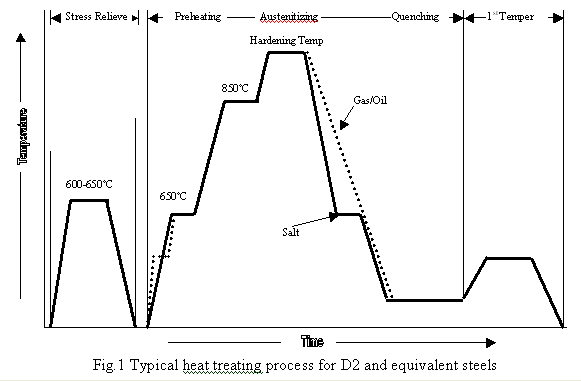 Stress Relieve
Preheating
Austenitizing
Quenching
1st Temper
Hardening Temp
850°C
Gas/Oil
Temperature
600-650°C
650°C
Salt
Time
Fig.1 Typical heat treating process for D2 and equivalent steels